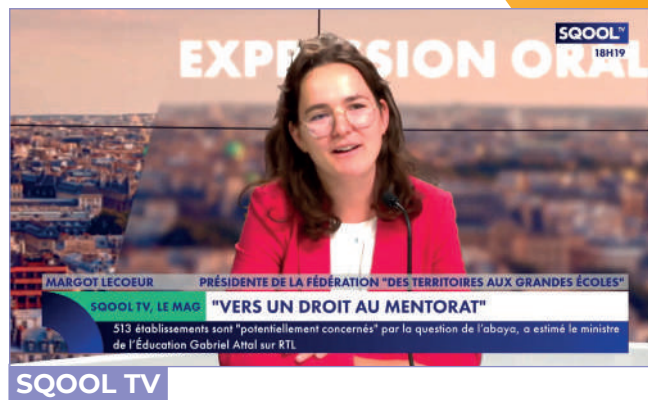 SQOOL TV
18H19
EXPRESSION ORAL
MARGOT LECOEUR PRÉSIDENTE DE LA FÉDÉRATION "DES TERRITOIRES AUX GRANDES ÉCOLES"
SQOOL TV, LE MAG "VERS UN DROIT AU MENTORAT"
513 établissements sont "potentiellement concernés" par la question de l'abaya, a estimé le ministre
de l'Éducation Gabriel Attal sur RTL
SQOOL TV